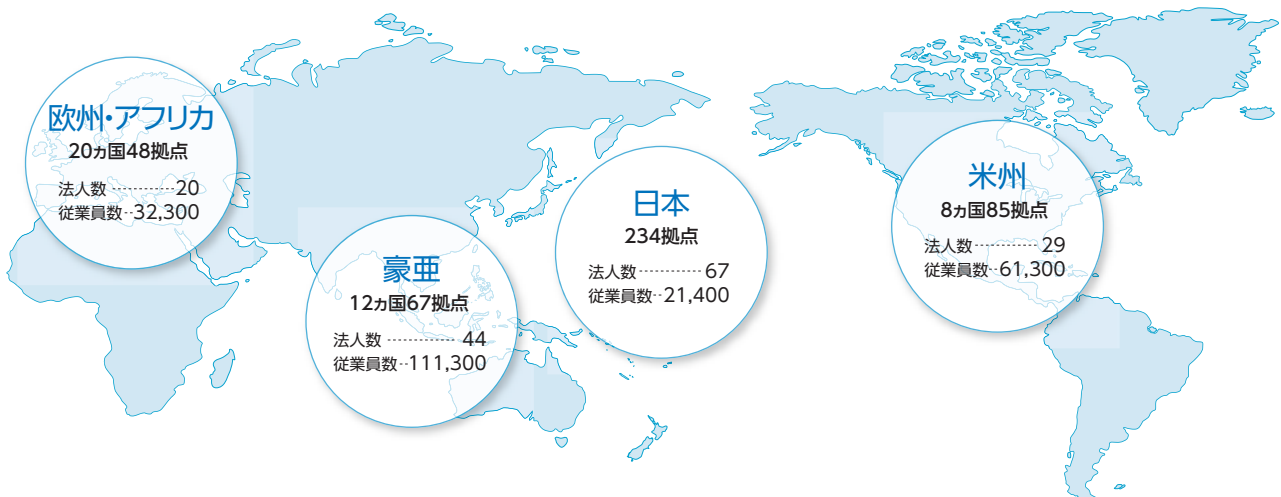 欧州・アフリカ
20ヵ国48拠点
法人数 ………… 20
従業員数‥32,300
豪亜
12ヵ国67拠点
法人数 ………… 44
従業員数‥111,300
日本
234拠点
法人数 ………… 67
従業員数‥21,400
米州
8ヵ国85拠点
法人数 ………… 29
従業員数‥61,300